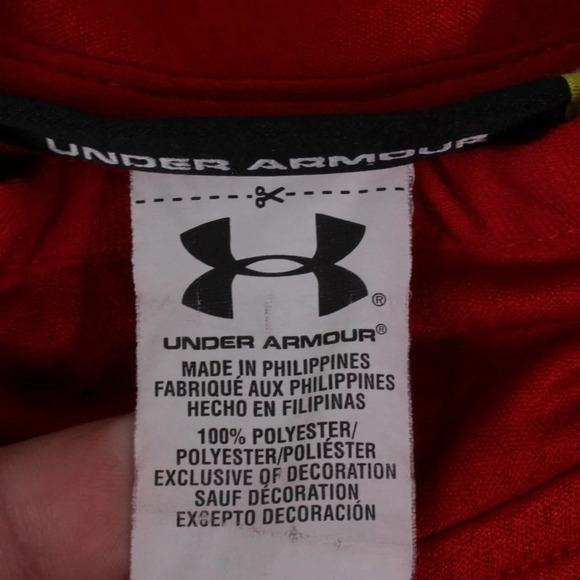 UNDER ARMOUR
®
UNDER ARMOUR®
MADE IN PHILIPPINES
FABRIQUÉ AUX PHILIPPINES
HECHO EN FILIPINAS
100% POLYESTER/
POLYESTER/POLIÉSTER
EXCLUSIVE OF DECORATION
SAUF DÉCORATION
EXCEPTO DECORACIÓN